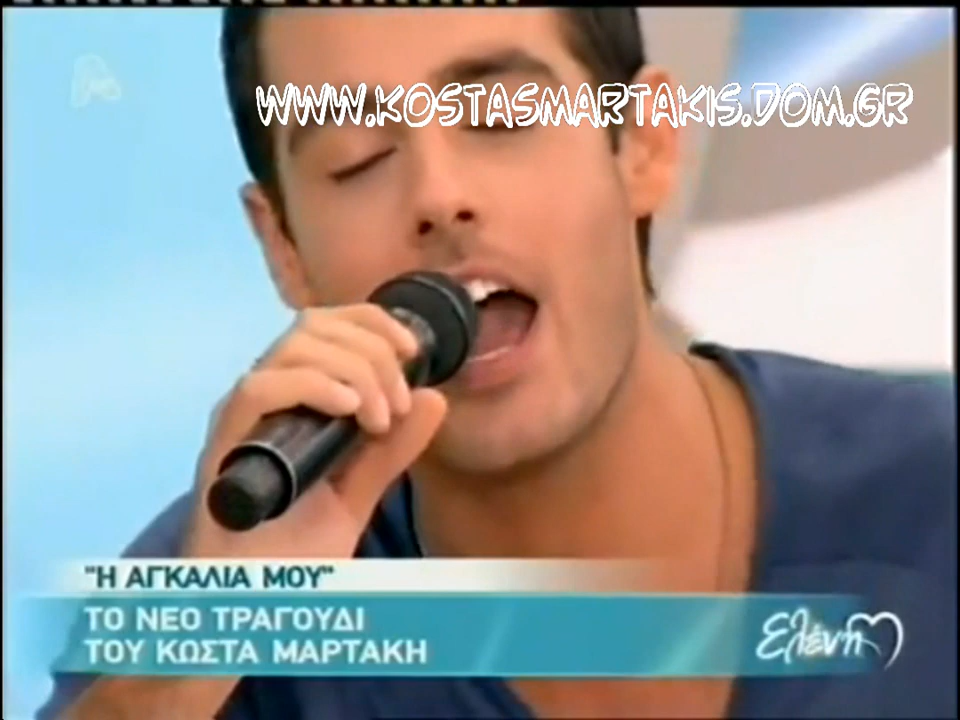 WWW.KOSTASMARTAKIS.DOM.GR
"Η ΑΓΚΑΛΙΑ ΜΟΥ"
ΤΟ ΝΕΟ ΤΡΑΓΟΥΔΙ
ΤΟΥ ΚΩΣΤΑ ΜΑΡΤΑΚΗ
Ελένη